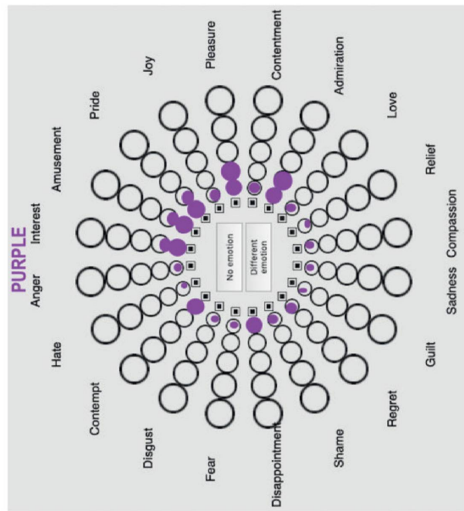 PURPLE
Interest
Amusement
Pride
Joy
Pleasure
Contentment
Admiration
Love
Relief
Compassion
Sadness
Guilt
Regret
Shame
Disappointment
Fear
Disgust
Contempt
Hate
Anger
No emotion
Different
emotion